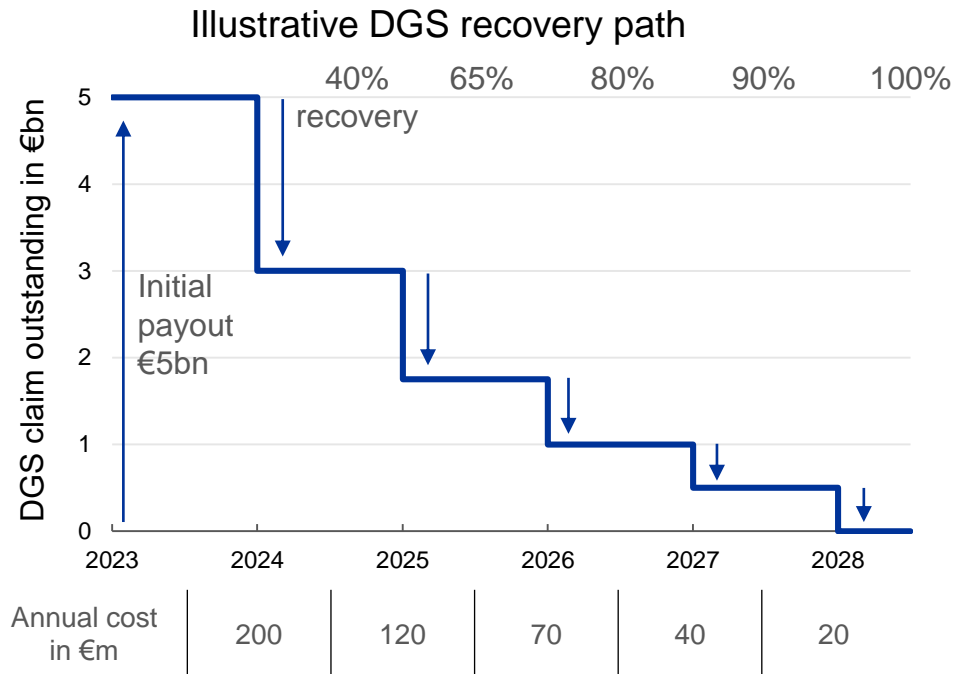 Illustrative DGS recovery path
40% 65% 80% 90% 100%
recovery
DGS claim outstanding in €bn
5
4
3
2
1
0
Initial
payout
€5bn
2023 2024 2025 2026 2027 2028
Annual cost
in €m
200 120 70 40 20